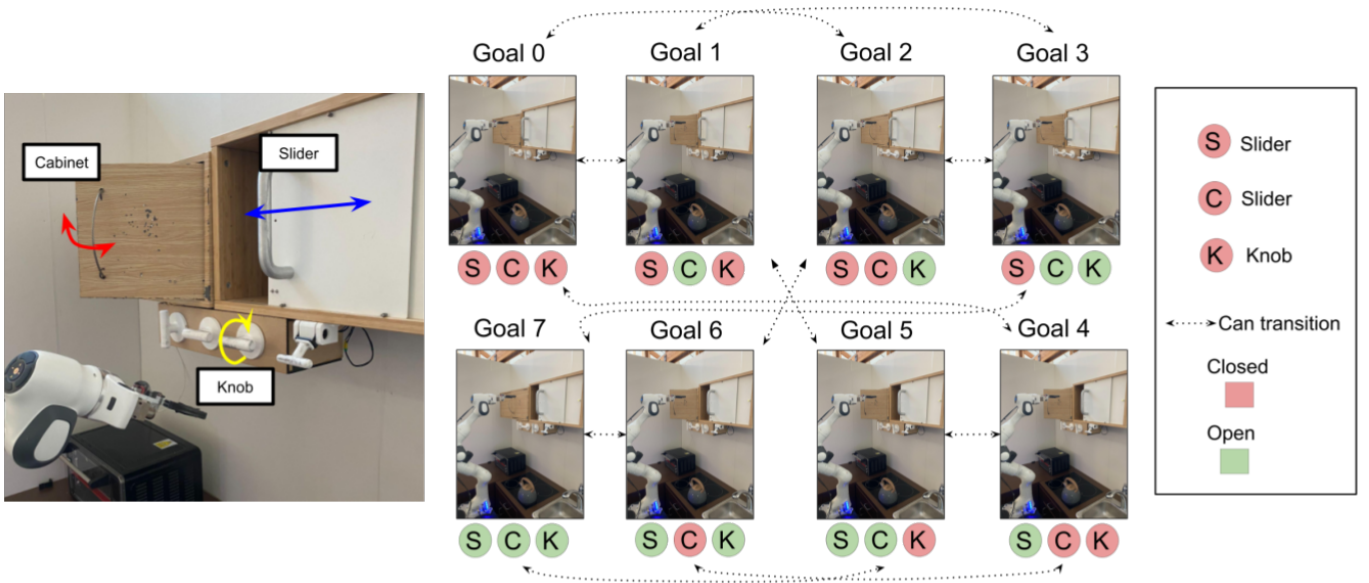 Cabinet
Slider
Knob
Goal 0
Goal 1
Goal 2
Goal 3
S C K
S C K
S C K
S C K
Goal 7
Goal 6
Goal 5
Goal 4
S C K
S C K
S C K
S C K
S Slider
C Slider
K Knob
Can transition
Closed
Open